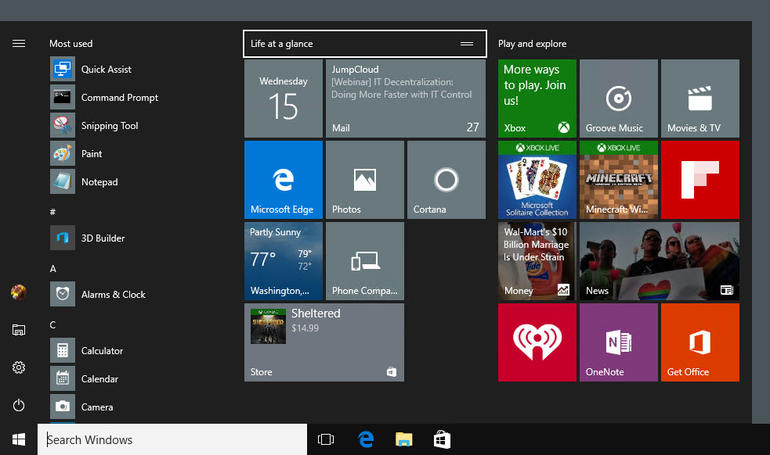 Most used
Quick Assist
Command Prompt
Snipping Tool
Paint
Notepad
#
3D Builder
A
Alarms & Clock
C
Calculator
Calendar
Camera
Life at a glance
Wednesday
15
JumpCloud
[Webinar] IT Decentralization:
Doing More Faster with IT Control
Mail
27
Microsoft Edge
Photos
Cortana
Partly Sunny
77°
79°
72°
Washington,...
Phone Compa...
Sheltered
$14.99
Store
Play and explore
More ways
to play. Join
us!
Xbox
Groove Music
Movies & TV
XBOX LIVE
Microsoft
Solitaire Collection
XBOX LIVE
MINECRAFT
Minecraft: Wi...
Wal-Mart's $10
Billion Marriage
Is Under Strain
Money
News
OneNote
Get Office
Search Windows